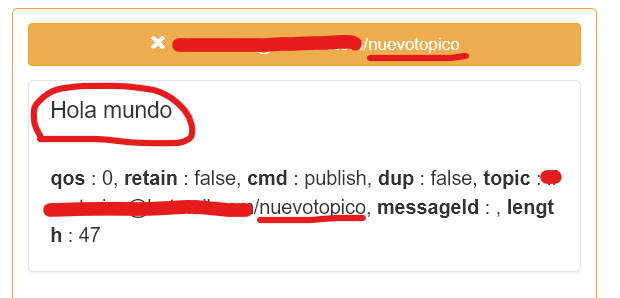 ✖ /nuevotopico
Hola mundo
qos : 0, retain : false, cmd : publish, dup : false, topic :
/nuevotopico, messageId : , lengt
h : 47